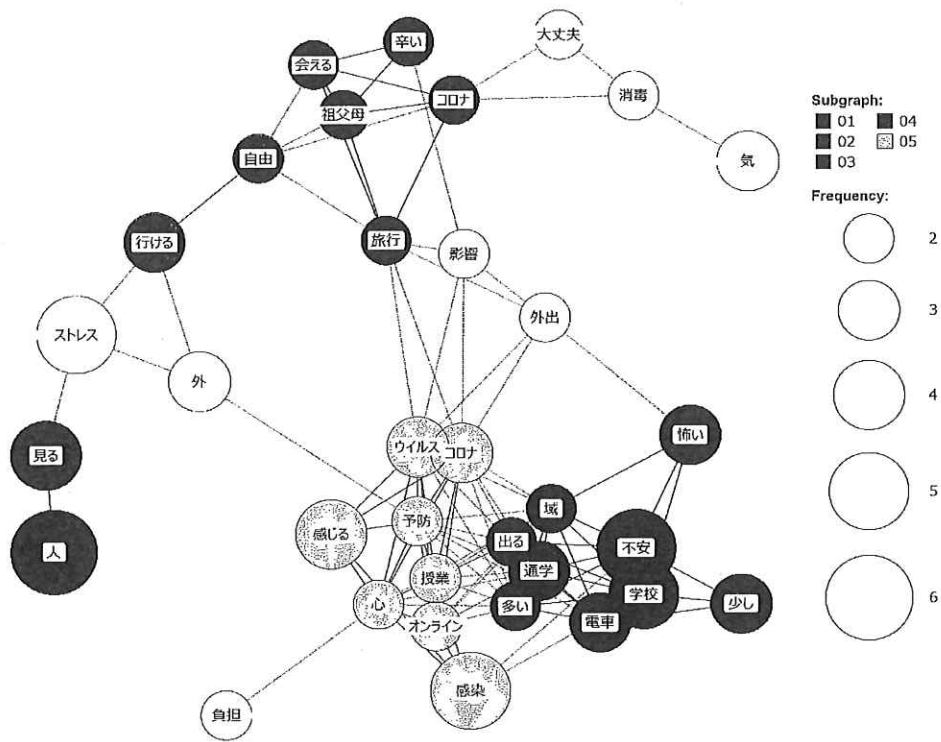 大丈夫
辛い
会える
消毒
コロナ
祖父母
自由
気
行ける
旅行
影響
外出
ストレス
外
怖い
ウイルス
コロナ
見る
域
予防
感じる
出る
不安
人
通学
授業
学校
心
多い
少し
オンライン
電車
感染
負担
Subgraph:
01 04
02 05
03
Frequency:
2
3
4
5
6